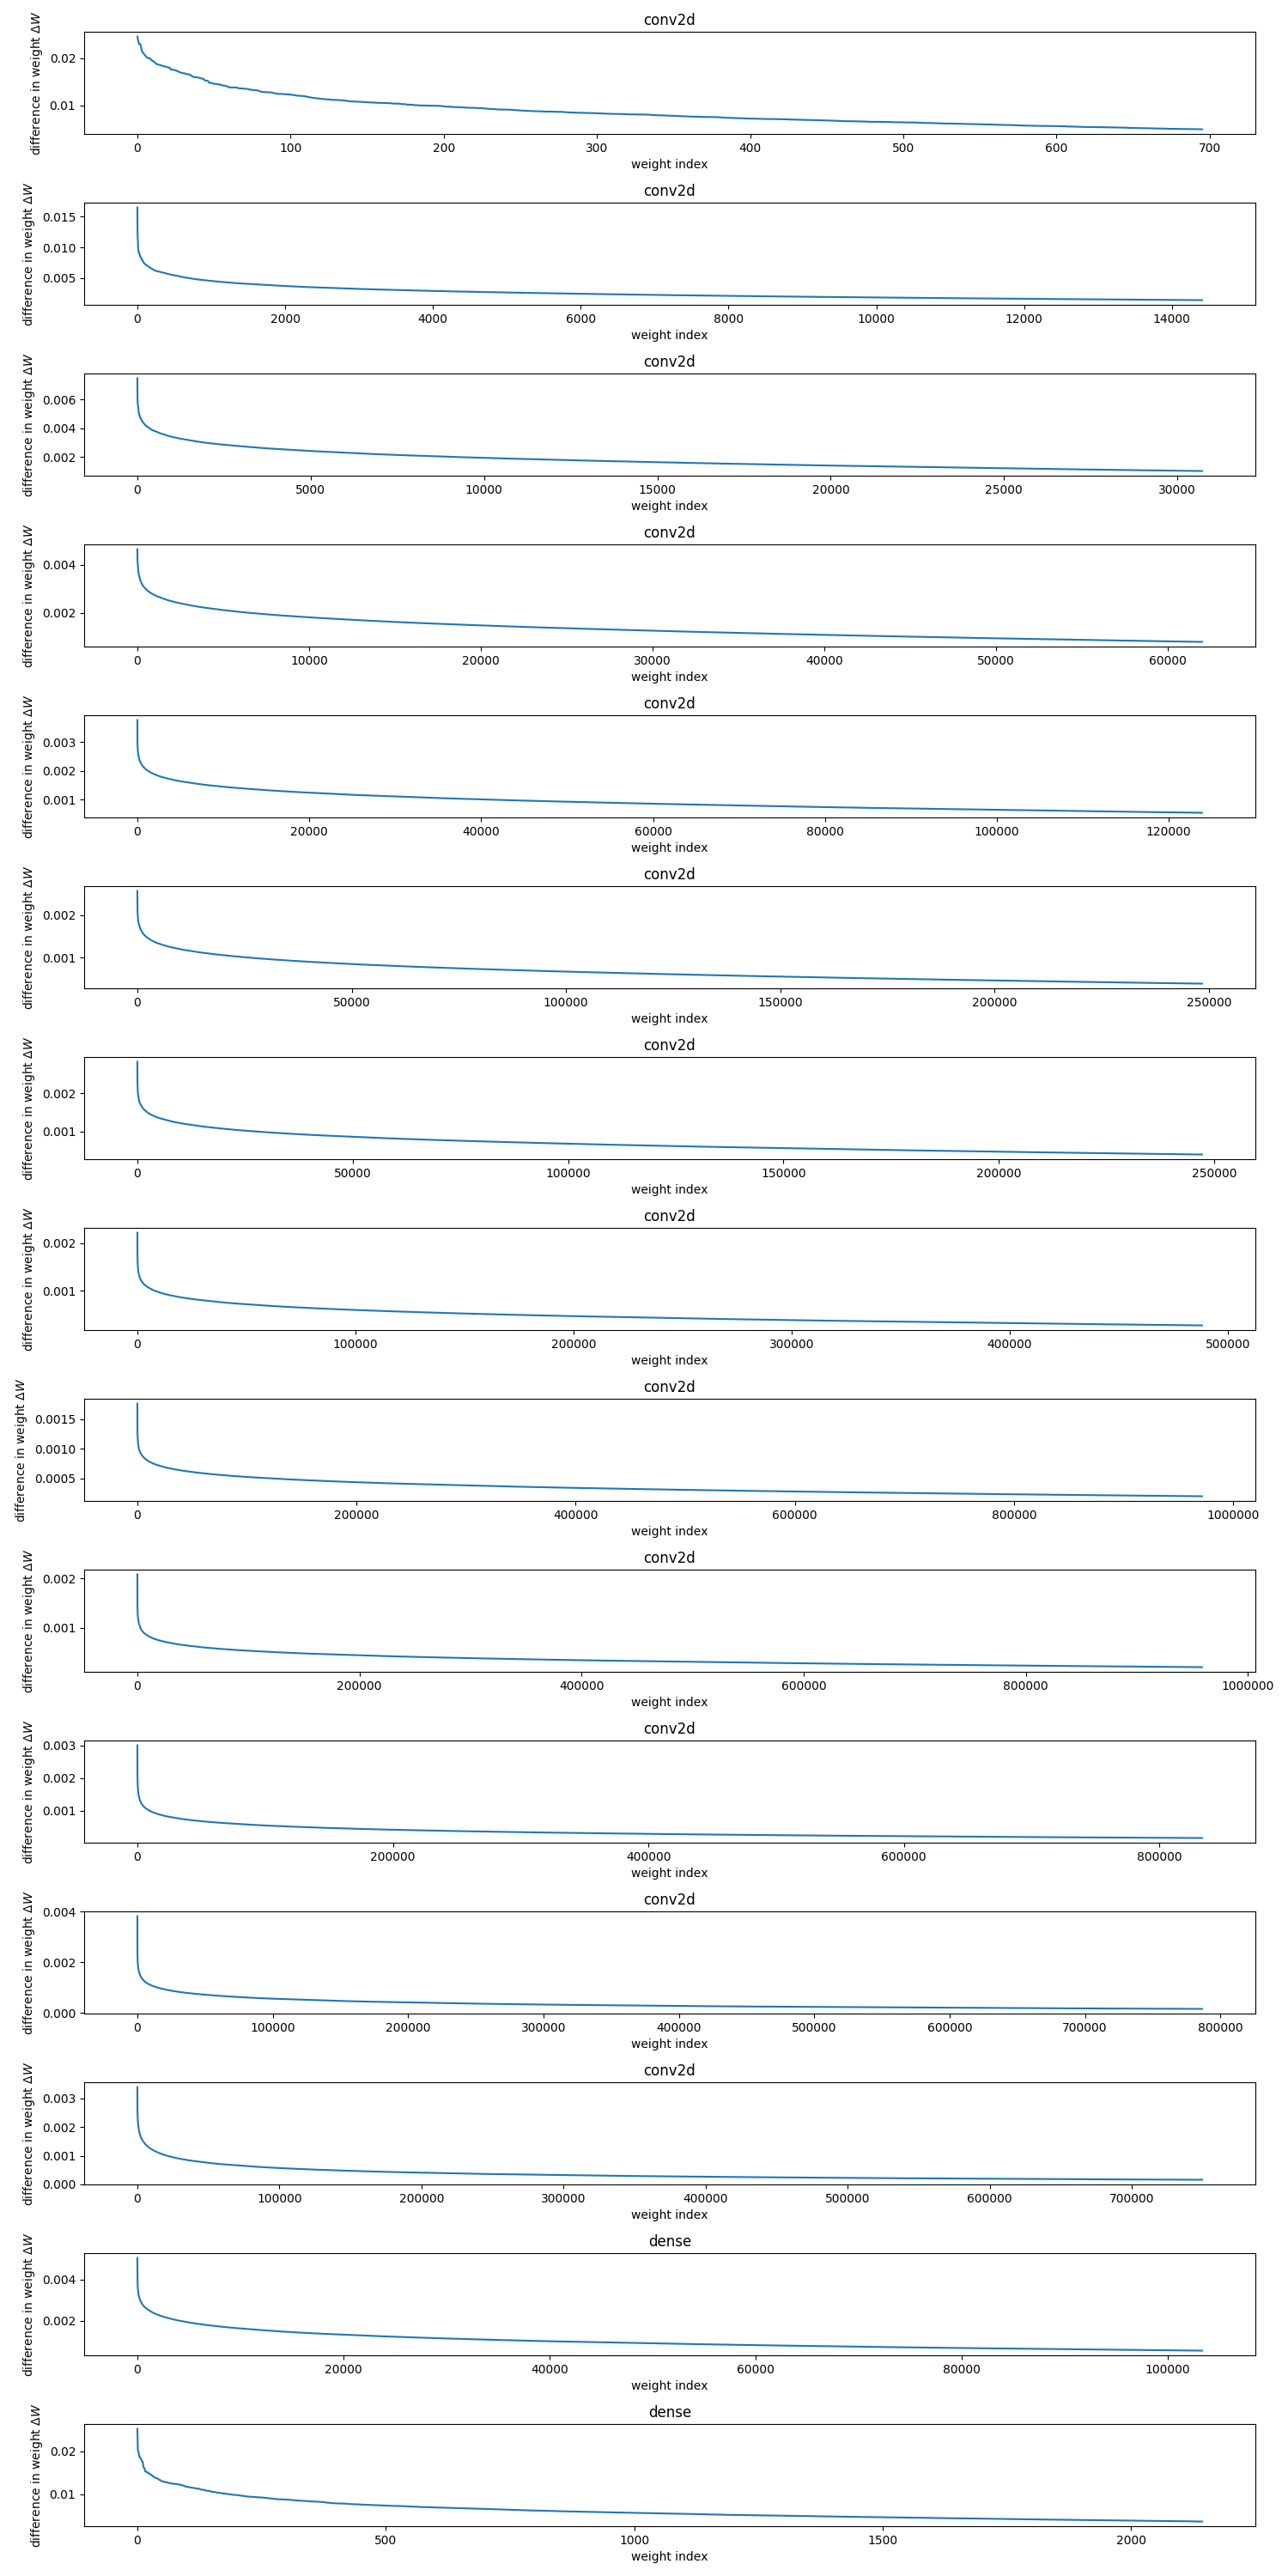 conv2d
difference in weight ΔW
0.02
0.01
0 100 200 300 400 500 600 700
weight index
conv2d
difference in weight ΔW
0.015
0.010
0.005
0 2000 4000 6000 8000 10000 12000 14000
weight index
conv2d
difference in weight ΔW
0.006
0.004
0.002
0 5000 10000 15000 20000 25000 30000
weight index
conv2d
difference in weight ΔW
0.004
0.002
0 10000 20000 30000 40000 50000 60000
weight index
conv2d
difference in weight ΔW
0.003
0.002
0.001
0 20000 40000 60000 80000 100000 120000
weight index
conv2d
difference in weight ΔW
0.002
0.001
0 50000 100000 150000 200000 250000
weight index
conv2d
difference in weight ΔW
0.002
0.001
0 50000 100000 150000 200000 250000
weight index
conv2d
difference in weight ΔW
0.002
0.001
0 100000 200000 300000 400000 500000
weight index
conv2d
difference in weight ΔW
0.0015
0.0010
0.0005
0 200000 400000 600000 800000 1000000
weight index
conv2d
difference in weight ΔW
0.002
0.001
0 200000 400000 600000 800000 1000000
weight index
conv2d
difference in weight ΔW
0.003
0.002
0.001
0 200000 400000 600000 800000
weight index
conv2d
difference in weight ΔW
0.004
0.002
0.000
0 100000 200000 300000 400000 500000 600000 700000 800000
weight index
conv2d
difference in weight ΔW
0.003
0.002
0.001
0.000
0 100000 200000 300000 400000 500000 600000 700000
weight index
dense
difference in weight ΔW
0.004
0.002
0 20000 40000 60000 80000 100000
weight index
dense
difference in weight ΔW
0.02
0.01
0 500 1000 1500 2000
weight index